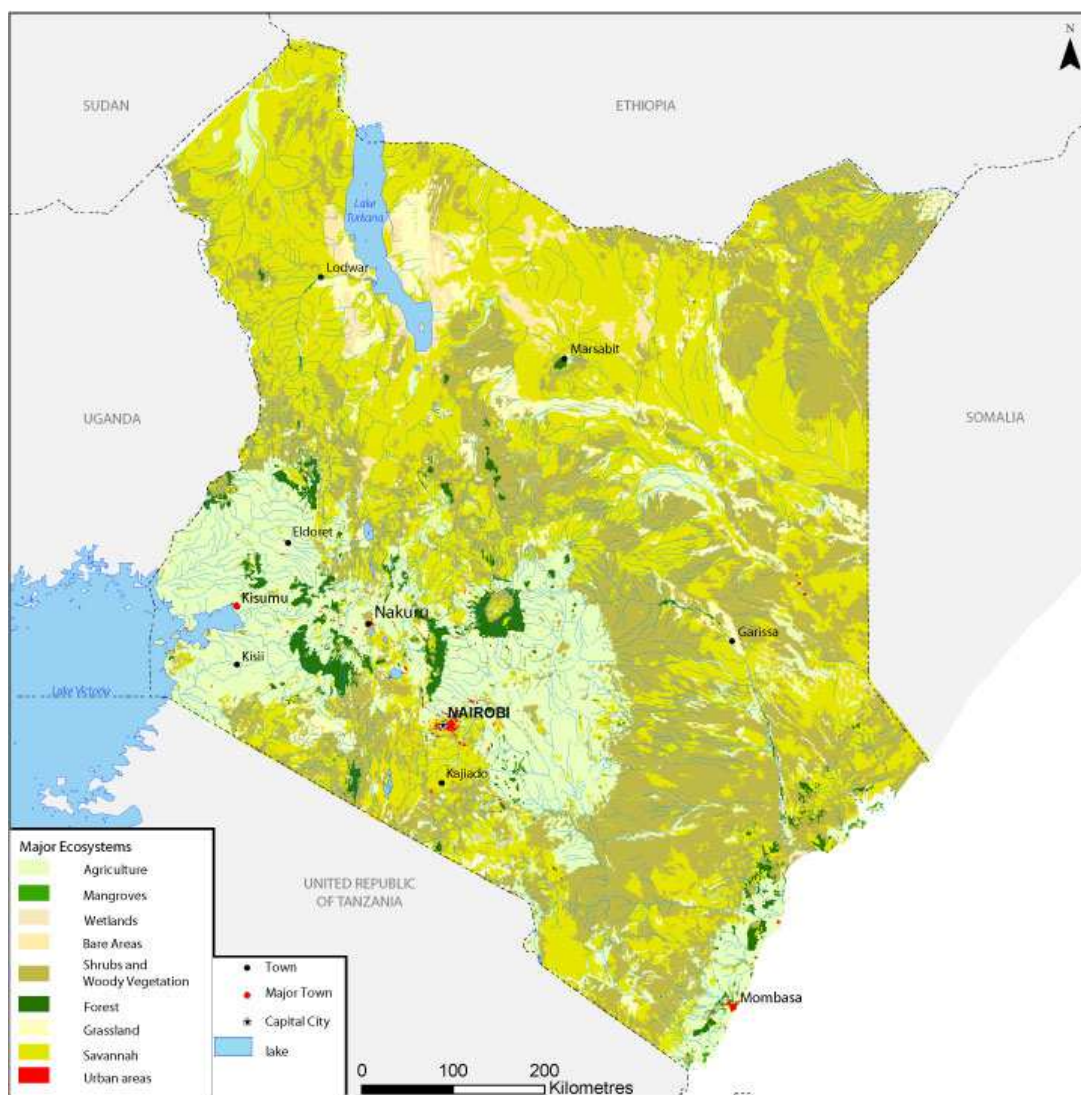 N
SUDAN
ETHIOPIA
Lake
Turkana
Lodwar
Marsabit
UGANDA
SOMALIA
Eldoret
Kisumu
Nakuru
Garissa
Kisii
Lake Victoria
NAIROBI
Kajiado
UNITED REPUBLIC
OF TANZANIA
Mombasa
Major Ecosystems
Agriculture
Mangroves
Wetlands
Bare Areas
Shrubs and
Woody Vegetation
Forest
Grassland
Savannah
Urban areas
Town
Major Town
Capital City
lake
0 100 200
Kilometres